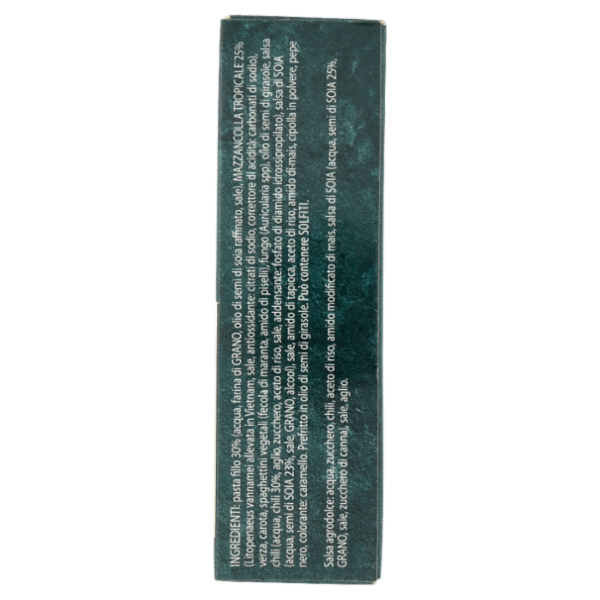 INGREDIENTI: pasta fillo 30% (acqua, farina di GRANO, olio di semi di soia raffinato, sale), MAZZANCOLLA TROPICALE 25%
(Litopenaeus vannamei allevata in Vietnam, sale, antiossidante: citrati di sodio, correttore di acidità: carbonati di sodio),
verza, carota, spaghettini vegetali (fecola di maranta, amido di piselli), fungo (Auricularia spp), olio di semi di girasole, salsa
chili (acqua, chili 30%, aglio, zucchero, aceto di riso, sale, addensante: fosfato di diamido idrossipropilato), salsa di SOIA
(acqua, semi di SOIA 23%, sale, GRANO, alcool), sale, amido di tapioca, aceto di riso, amido di mais, cipolla in polvere, pepe
nero, colorante: caramello. Prefritto in olio di semi di girasole. Può contenere SOLFITI.
Salsa agrodolce: acqua, zucchero, chili, aceto di riso, amido modificato di mais, salsa di SOIA (acqua, semi di SOIA 25%,
GRANO, sale, zucchero di canna), sale, aglio.